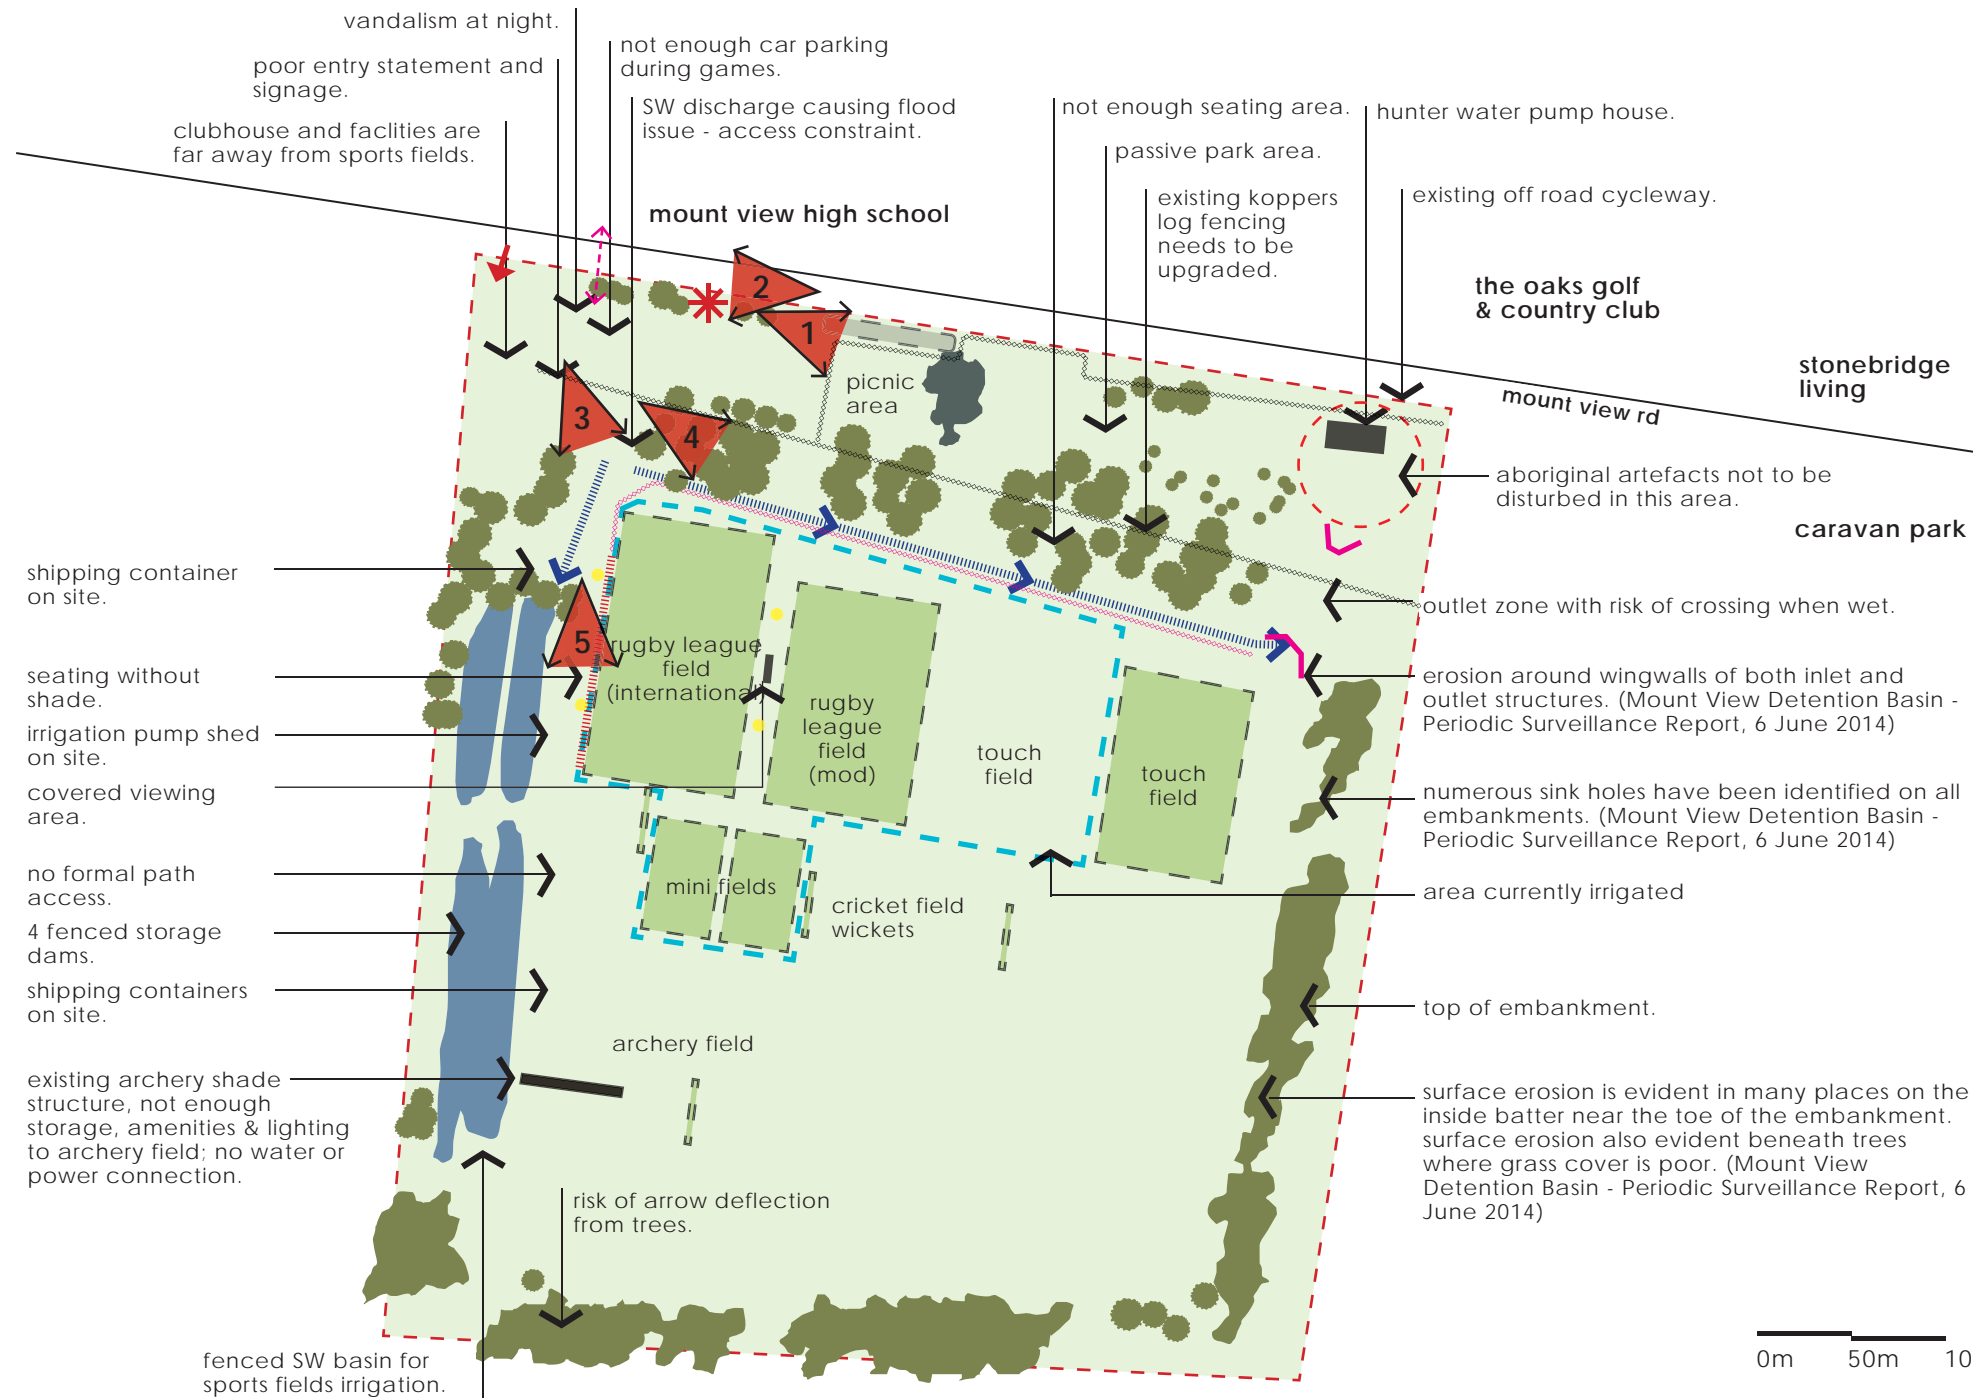 vandalism at night.
not enough car parking
during games.
poor entry statement and
signage.
SW discharge causing flood
issue - access constraint.
clubhouse and faclities are
far away from sports fields.
not enough seating area.
hunter water pump house.
passive park area.
existing koppers
log fencing
needs to be
upgraded.
existing off road cycleway.
mount view high school
the oaks golf
& country club
stonebridge
living
mount view rd
caravan park
2
1
3
4
5
picnic
area
aboriginal artefacts not to be
disturbed in this area.
shipping container
on site.
seating without
shade.
irrigation pump shed
on site.
covered viewing
area.
no formal path
access.
4 fenced storage
dams.
shipping containers
on site.
existing archery shade
structure, not enough
storage, amenities & lighting
to archery field; no water or
power connection.
rugby league
field
(international)
rugby
league
field
(mod)
touch
field
touch
field
mini fields
cricket field
wickets
archery field
outlet zone with risk of crossing when wet.
erosion around wingwalls of both inlet and
outlet structures. (Mount View Detention Basin -
Periodic Surveillance Report, 6 June 2014)
numerous sink holes have been identified on all
embankments. (Mount View Detention Basin -
Periodic Surveillance Report, 6 June 2014)
area currently irrigated
top of embankment.
surface erosion is evident in many places on the
inside batter near the toe of the embankment.
surface erosion also evident beneath trees
where grass cover is poor. (Mount View
Detention Basin - Periodic Surveillance Report, 6
June 2014)
risk of arrow deflection
from trees.
fenced SW basin for
sports fields irrigation.
0m 50m 10